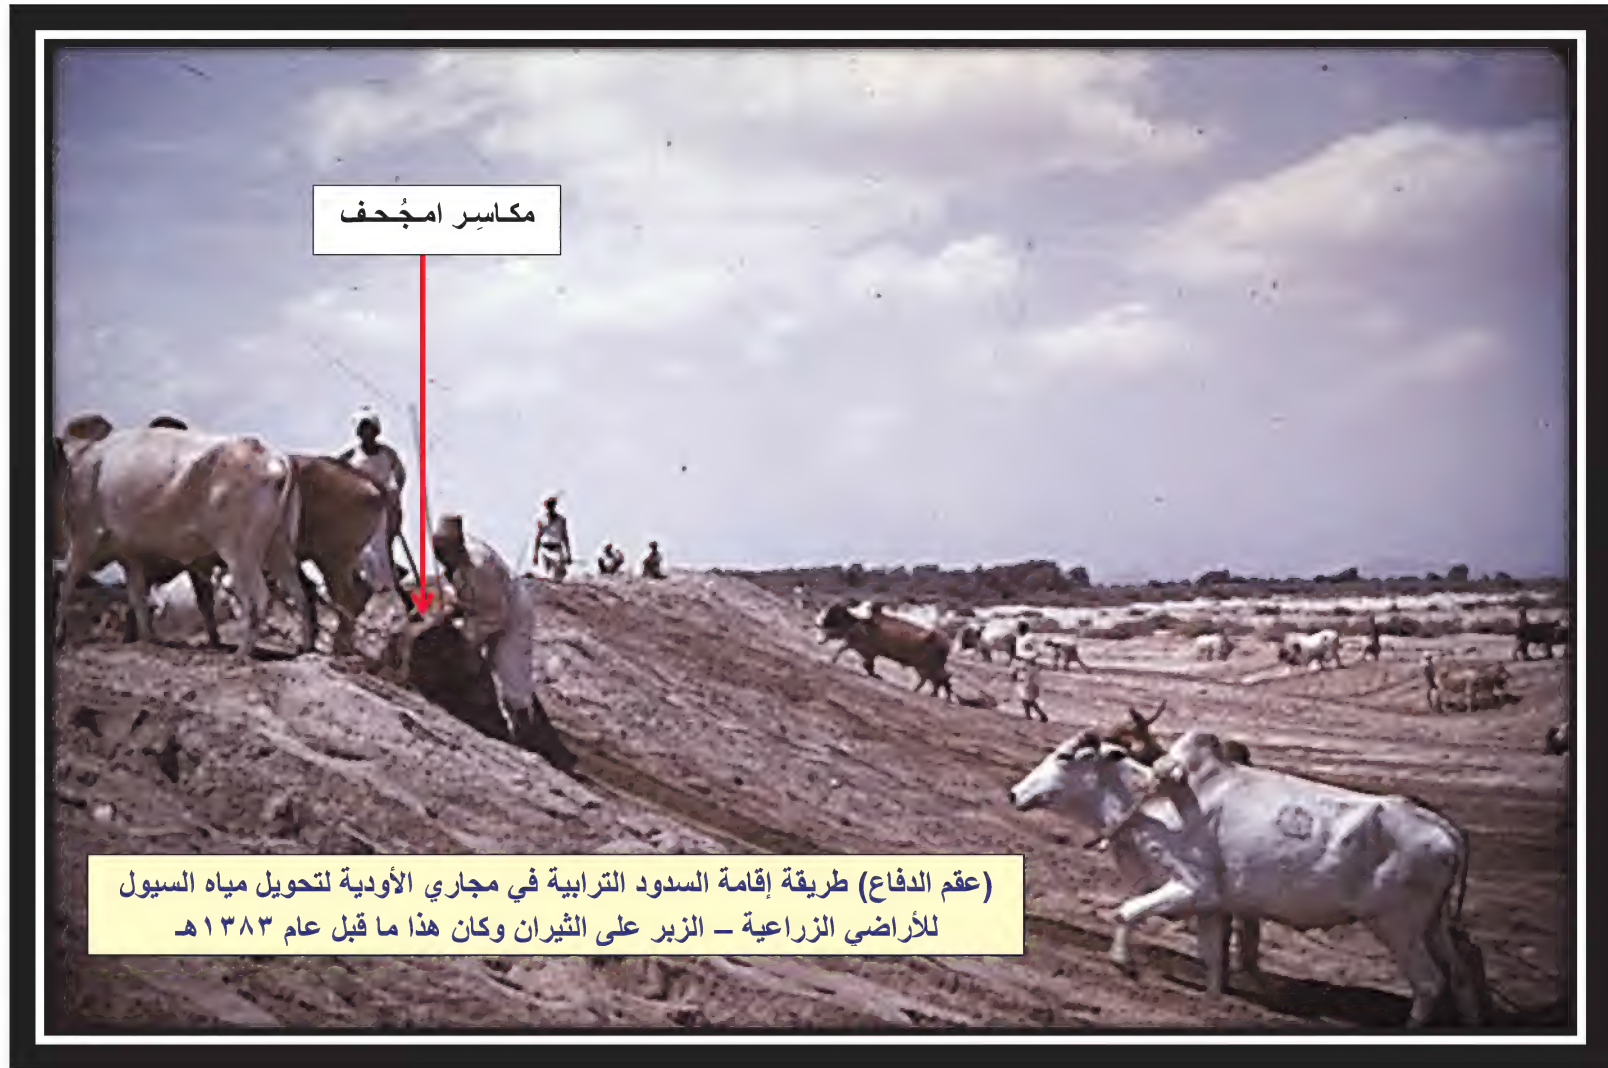 مكاسِر امجُحف
(عقم الدفاع) طريقة إقامة السدود الترابية في مجاري الأودية لتحويل مياه السيول
للأراضي الزراعية – الزبر على الثيران وكان هذا ما قبل عام ١٣٨٣هـ